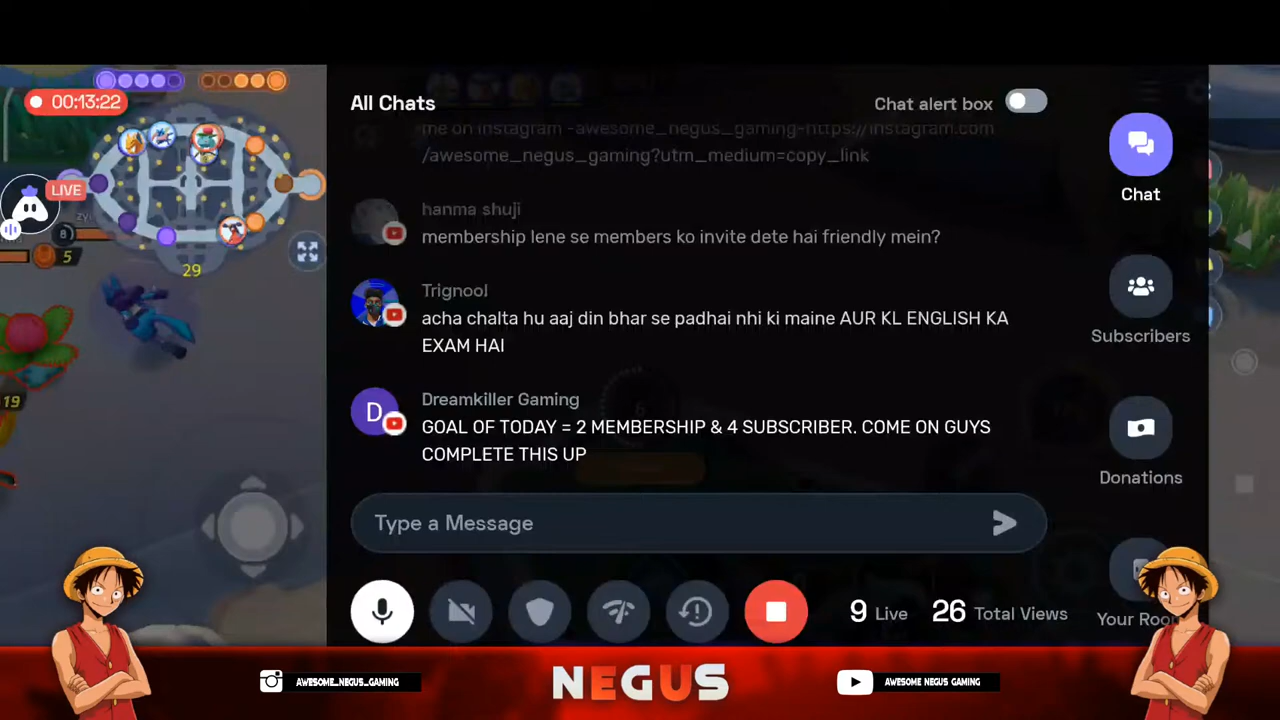 00:13:22
LIVE
8
5
29
19
All Chats
Chat alert box
me on instagram -awesome_negus_gaming-https://instagram.com
/awesome_negus_gaming?utm_medium=copy_link
hanma shuji
membership lene se members ko invite dete hai friendly mein?
Trignool
acha chalta hu aaj din bhar se padhai nhi ki maine AUR KL ENGLISH KA
EXAM HAI
D
Dreamkiller Gaming
GOAL OF TODAY = 2 MEMBERSHIP & 4 SUBSCRIBER. COME ON GUYS
COMPLETE THIS UP
Type a Message
9 Live 26 Total Views
Chat
Subscribers
Donations
Your Roo
AWESOME_NEGUS_GAMING
NEGUS
AWESOME NEGUS GAMING